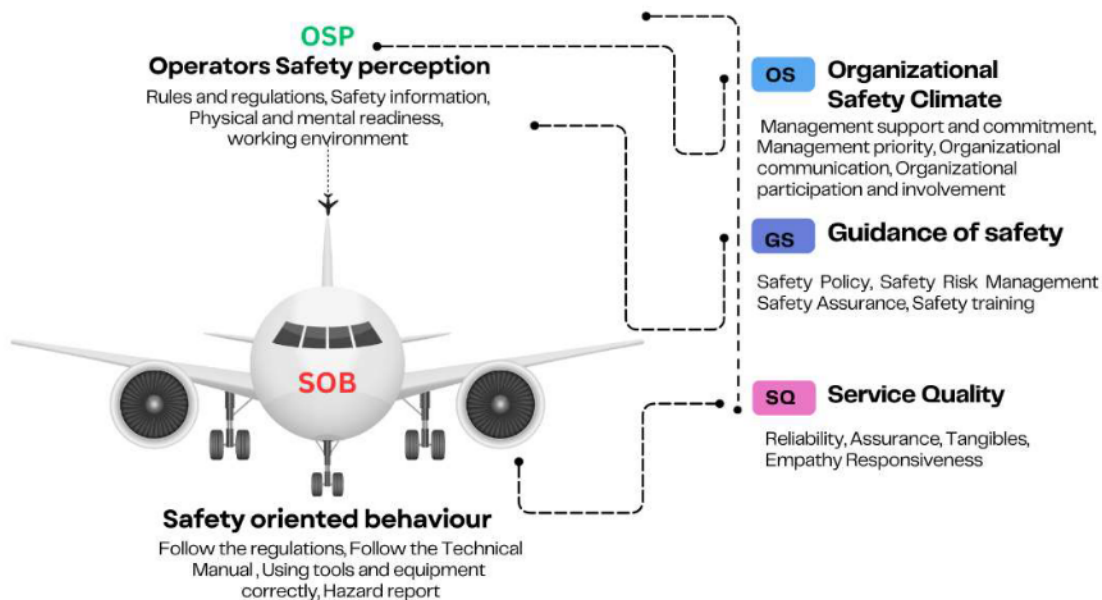 OSP
Operators Safety perception
Rules and regulations, Safety information,
Physical and mental readiness,
working environment
SOB
Safety oriented behaviour
Follow the regulations, Follow the Technical
Manual , Using tools and equipment
correctly, Hazard report
OS
Organizational
Safety Climate
Management support and commitment,
Management priority, Organizational
communication, Organizational
participation and involvement
GS
Guidance of safety
Safety Policy, Safety Risk Management
Safety Assurance, Safety training
SQ
Service Quality
Reliability, Assurance, Tangibles,
Empathy Responsiveness